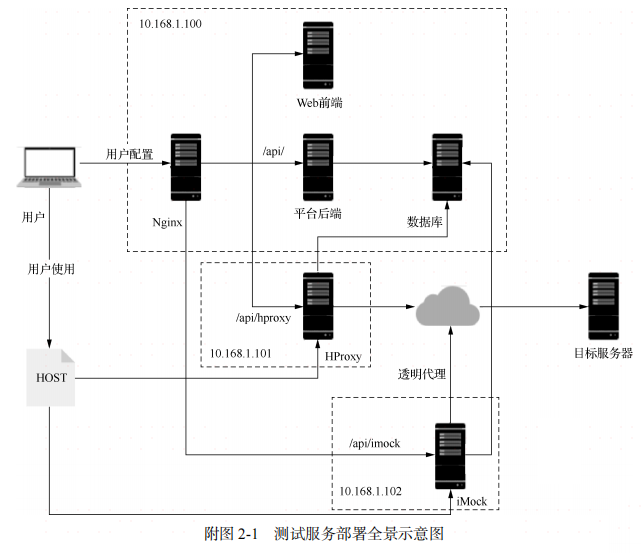 10.168.1.100
Web前端
用户配置
/api/
用户
Nginx
平台后端
数据库
用户使用
/api/hproxy
10.168.1.101
HProxy
目标服务器
HOST
透明代理
/api/imock
10.168.1.102
iMock
附图 2-1 测试服务部署全景示意图